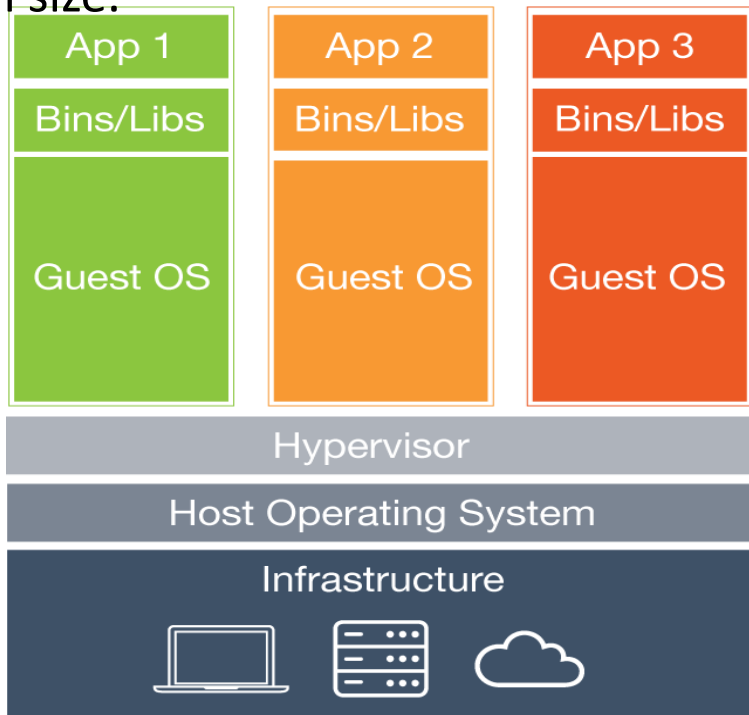 size.
App 1
App 2
App 3
Bins/Libs
Bins/Libs
Bins/Libs
Guest OS
Guest OS
Guest OS
Hypervisor
Host Operating System
Infrastructure